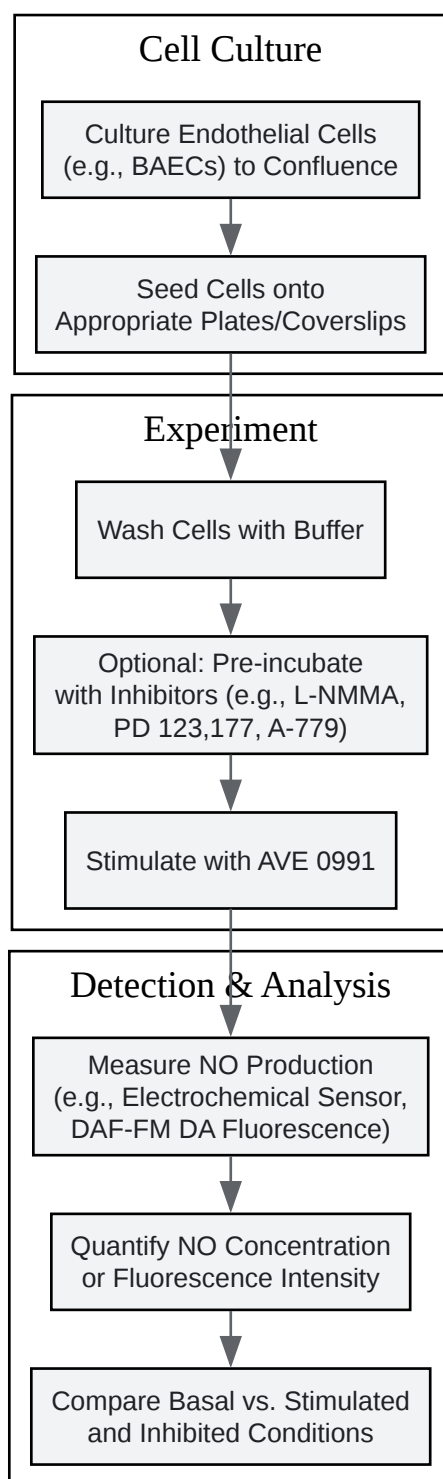 Cell Culture
Culture Endothelial Cells
(e.g., BAECs) to Confluence
Seed Cells onto
Appropriate Plates/Coverslips
Experiment
Wash Cells with Buffer
Optional: Pre-incubate
with Inhibitors (e.g., L-NMMA,
PD 123,177, A-779)
Stimulate with AVE 0991
Detection & Analysis
Measure NO Production
(e.g., Electrochemical Sensor,
DAF-FM DA Fluorescence)
Quantify NO Concentration
or Fluorescence Intensity
Compare Basal vs. Stimulated
and Inhibited Conditions